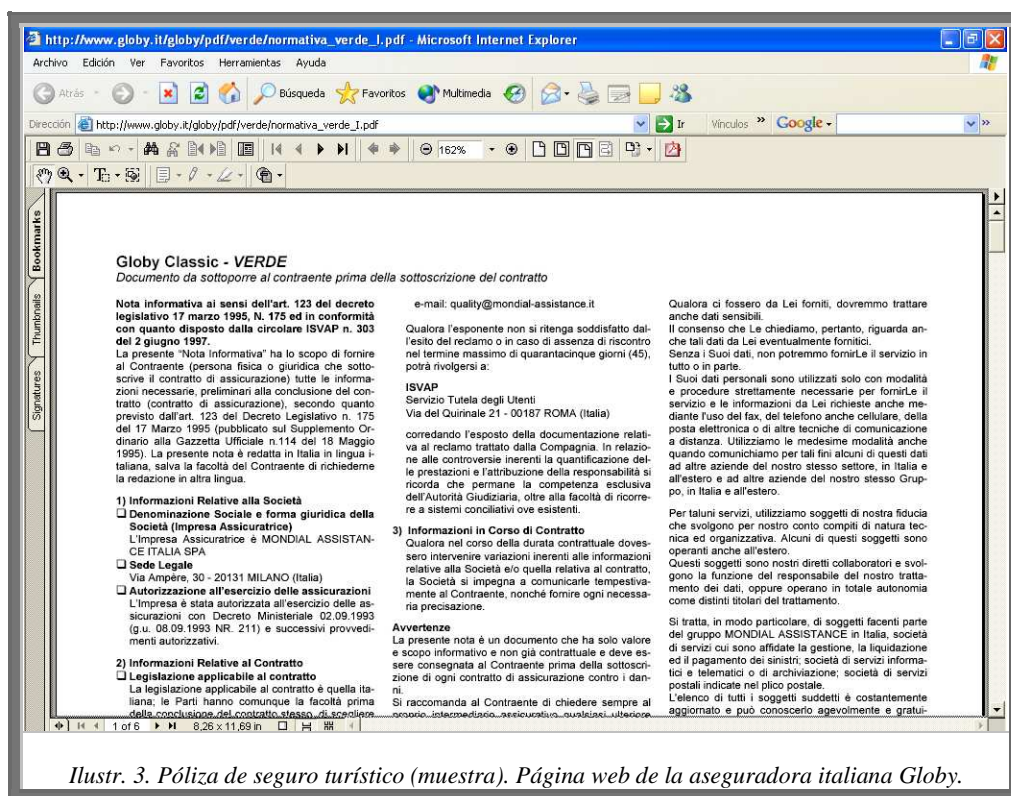 http://www.globy.it/globy/pdf/verde/normativa_verde_I.pdf - Microsoft Internet Explorer
Archivo Edición Ver Favoritos Herramientas Ayuda
Atrás Búsqueda Favoritos Multimedia
Dirección http://www.globy.it/globy/pdf/verde/normativa_verde_I.pdf Ir Vínculos » Google »
162%
Bookmarks
Thumbnails
Signatures
Globy Classic - VERDE
Documento da sottoporre al contraente prima della sottoscrizione del contratto
Nota informativa ai sensi dell'art. 123 del decreto
legislativo 17 marzo 1995, N. 175 ed in conformità
con quanto disposto dalla circolare ISVAP n. 303
del 2 giugno 1997.
La presente "Nota Informativa" ha lo scopo di fornire
al Contraente (persona fisica o giuridica che sotto-
scrive il contratto di assicurazione) tutte le informa-
zioni necessarie, preliminari alla conclusione del con-
tratto (contratto di assicurazione), secondo quanto
previsto dall'art. 123 del Decreto Legislativo n. 175
del 17 Marzo 1995 (pubblicato sul Supplemento Or-
dinario alla Gazzetta Ufficiale n.114 del 18 Maggio
1995). La presente nota è redatta in Italia in lingua i-
taliana, salva la facoltà del Contraente di richiederne
la redazione in altra lingua.
1) Informazioni Relative alla Società
❑ Denominazione Sociale e forma giuridica della
Società (Impresa Assicuratrice)
L'Impresa Assicuratrice è MONDIAL ASSISTAN-
CE ITALIA SPA
❑ Sede Legale
Via Ampère, 30 - 20131 MILANO (Italia)
❑ Autorizzazione all'esercizio delle assicurazioni
L'Impresa è stata autorizzata all'esercizio delle as-
sicurazioni con Decreto Ministeriale 02.09.1993
(g.u. 08.09.1993 NR. 211) e successivi provvedi-
menti autorizzativi.
2) Informazioni Relative al Contratto
❑ Legislazione applicabile al contratto
La legislazione applicabile al contratto è quella ita-
liana; le Parti hanno comunque la facoltà prima
della conclusione del contratto stesso, di scegliere
e-mail: quality@mondial-assistance.it
Qualora l'esponente non si ritenga soddisfatto dal-
l'esito del reclamo o in caso di assenza di riscontro
nel termine massimo di quarantacinque giorni (45),
potrà rivolgersi a:
ISVAP
Servizio Tutela degli Utenti
Via del Quirinale 21 - 00187 ROMA (Italia)
corredando l'esposto della documentazione relati-
va al reclamo trattato dalla Compagnia. In relazio-
ne alle controversie inerenti la quantificazione del-
le prestazioni e l'attribuzione della responsabilità si
ricorda che permane la competenza esclusiva
dell'Autorità Giudiziaria, oltre alla facoltà di ricorre-
re a sistemi conciliativi ove esistenti.
3) Informazioni in Corso di Contratto
Qualora nel corso della durata contrattuale doves-
sero intervenire variazioni inerenti alle informazioni
relative alla Società e/o quella relativa al contratto,
la Società si impegna a comunicarle tempestiva-
mente al Contraente, nonché fornire ogni necessa-
ria precisazione.
Avvertenze
La presente nota è un documento che ha solo valore
e scopo informativo e non già contrattuale e deve es-
sere consegnata al Contraente prima della sottoscri-
zione di ogni contratto di assicurazione contro i dan-
ni.
Si raccomanda al Contraente di chiedere sempre al
proprio intermediario assicurativo qualsiasi ulteriore
Qualora ci fossero da Lei forniti, dovremmo trattare
anche dati sensibili.
Il consenso che Le chiediamo, pertanto, riguarda an-
che tali dati da Lei eventualmente fornitici.
Senza i Suoi dati, non potremmo fornirLe il servizio in
tutto o in parte.
I Suoi dati personali sono utilizzati solo con modalità
e procedure strettamente necessarie per fornirLe il
servizio e le informazioni da Lei richieste anche me-
diante l'uso del fax, del telefono anche cellulare, della
posta elettronica o di altre tecniche di comunicazione
a distanza. Utilizziamo le medesime modalità anche
quando comunichiamo per tali fini alcuni di questi dati
ad altre aziende del nostro stesso settore, in Italia e
all'estero e ad altre aziende del nostro stesso Grup-
po, in Italia e all'estero.
Per taluni servizi, utilizziamo soggetti di nostra fiducia
che svolgono per nostro conto compiti di natura tec-
nica ed organizzativa. Alcuni di questi soggetti sono
operanti anche all'estero.
Questi soggetti sono nostri diretti collaboratori e svol-
gono la funzione del responsabile del nostro tratta-
mento dei dati, oppure operano in totale autonomia
come distinti titolari del trattamento.
Si tratta, in modo particolare, di soggetti facenti parte
del gruppo MONDIAL ASSISTANCE in Italia, società
di servizi cui sono affidate la gestione, la liquidazione
ed il pagamento dei sinistri; società di servizi informa-
tici e telematici o di archiviazione; società di servizi
postali indicate nel plico postale.
L'elenco di tutti i soggetti suddetti è costantemente
aggiornato e può conoscerlo agevolmente e gratui-
1 of 6 8,26 x 11,69 in
Ilustr. 3. Póliza de seguro turístico (muestra). Página web de la aseguradora italiana Globy.